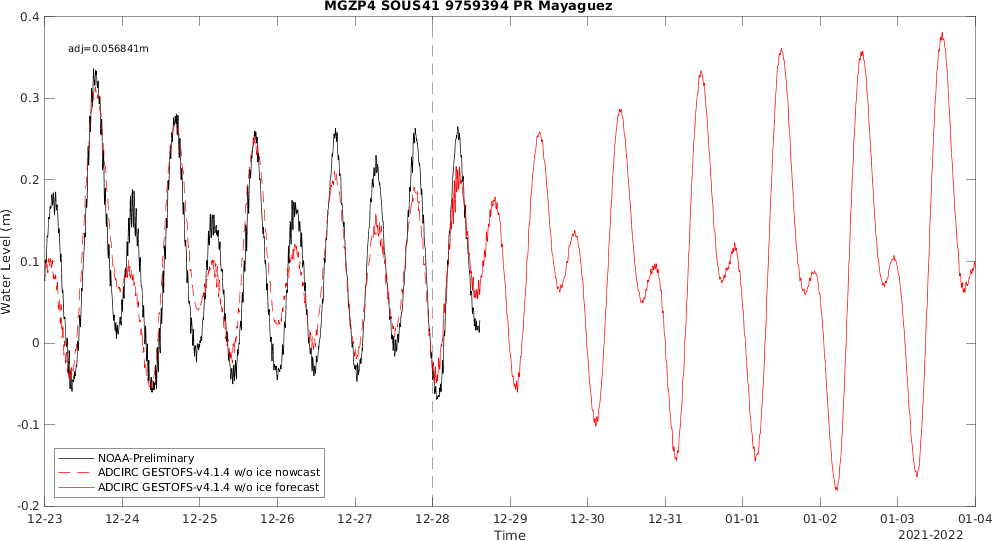 MGZP4 SOUS41 9759394 PR Mayaguez
adj=0.056841m
0.4
0.3
0.2
0.1
0
-0.1
-0.2
Water Level (m)
NOAA-Preliminary
ADCIRC GESTOFS-v4.1.4 w/o ice nowcast
ADCIRC GESTOFS-v4.1.4 w/o ice forecast
12-23 12-24 12-25 12-26 12-27 12-28 12-29 12-30 12-31 01-01 01-02 01-03 01-04
Time
2021-2022